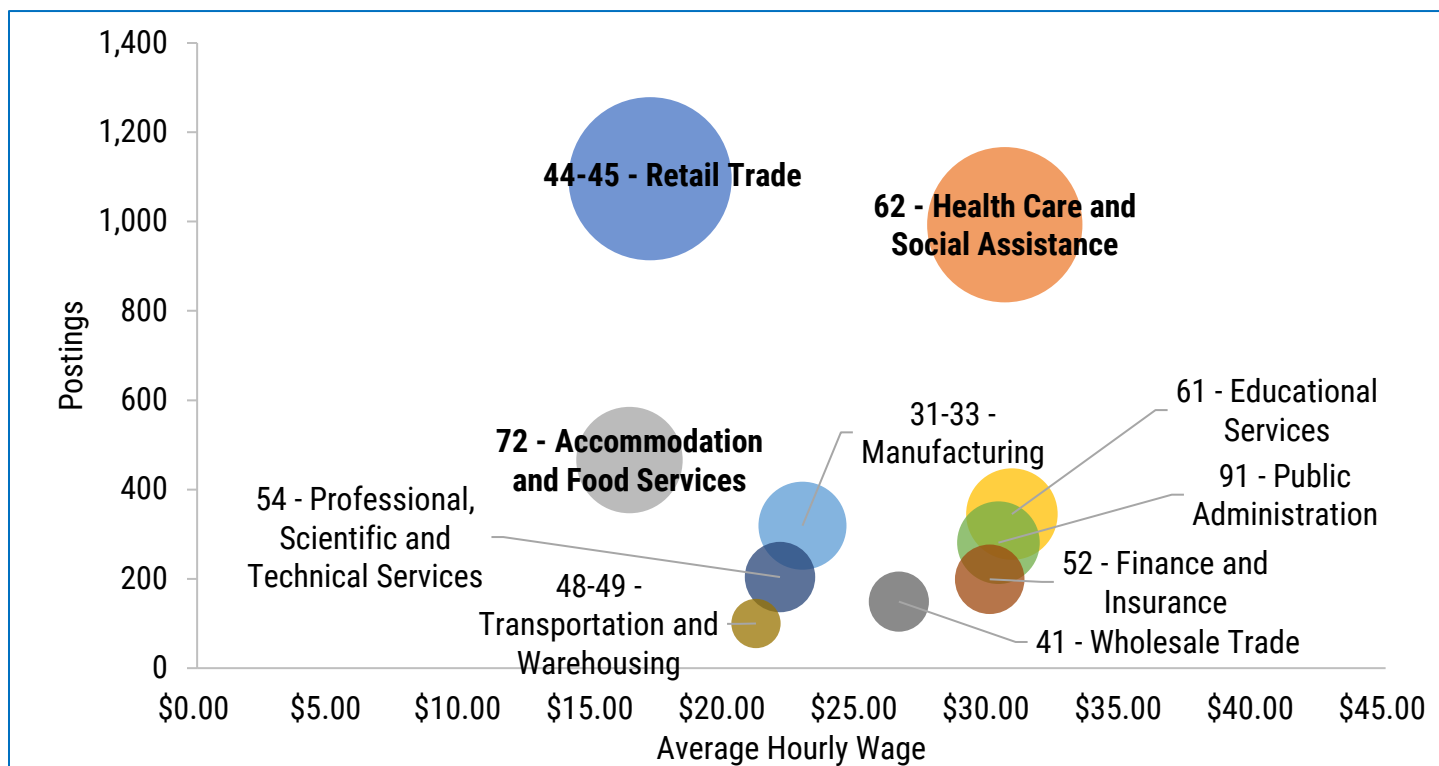 1,400
1,200
1,000
800
600
400
200
0
Postings
44-45 - Retail Trade
62 - Health Care and
Social Assistance
72 - Accommodation
and Food Services
31-33 -
Manufacturing
61 - Educational
Services
91 - Public
Administration
54 - Professional,
Scientific and
Technical Services
48-49 -
Transportation and
Warehousing
52 - Finance and
Insurance
41 - Wholesale Trade
$0.00 $5.00 $10.00 $15.00 $20.00 $25.00 $30.00 $35.00 $40.00 $45.00
Average Hourly Wage